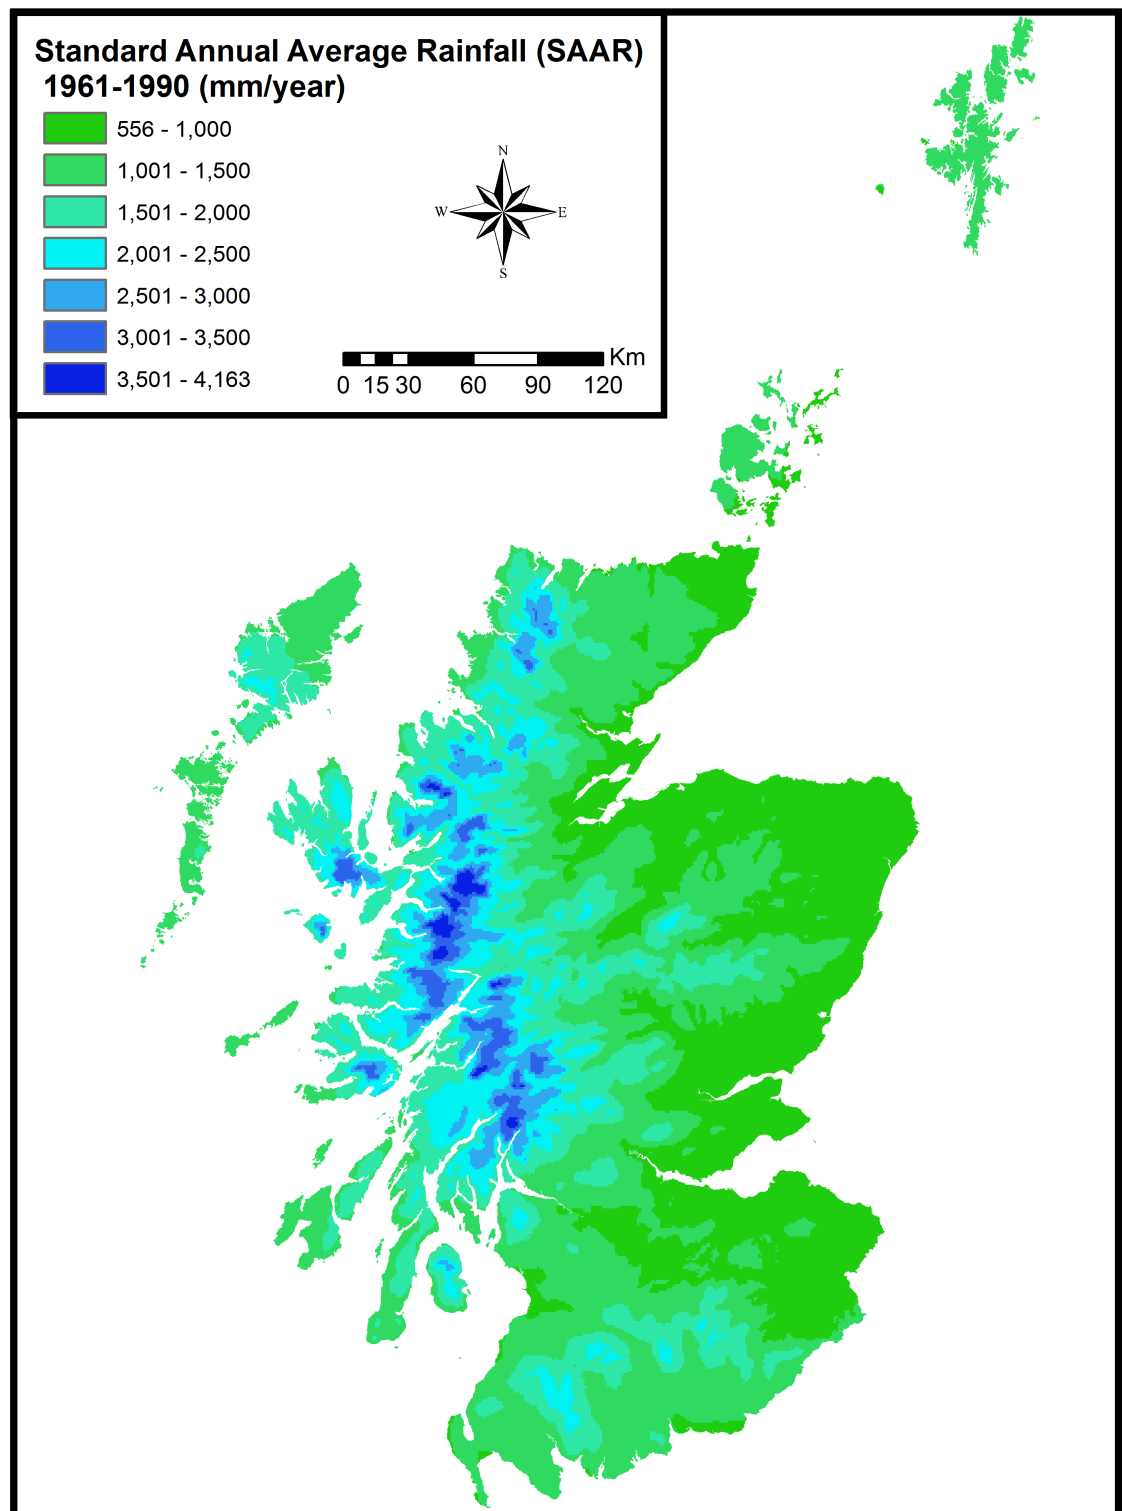 Standard Annual Average Rainfall (SAAR)
1961-1990 (mm/year)
556 - 1,000
1,001 - 1,500
1,501 - 2,000
2,001 - 2,500
2,501 - 3,000
3,001 - 3,500
3,501 - 4,163
N
W E
S
Km
0 15 30 60 90 120